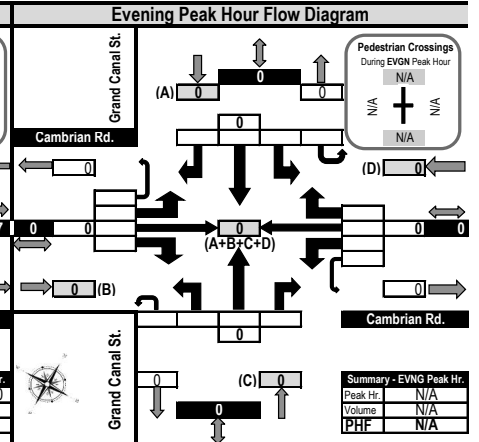 Evening Peak Hour Flow Diagram
Grand Canal St.
Cambrian Rd.
Pedestrian Crossings
During EVGN Peak Hour
N/A
N/A
N/A
N/A
0
(A) 0
0
0
0
(D) 0
0
0
0
(A+B+C+D)
0
0
0 (B)
0
Cambrian Rd.
Grand Canal St.
0
0
(C) 0
0
Summary - EVNG Peak Hr.
Peak Hr. N/A
Volume N/A
PHF N/A